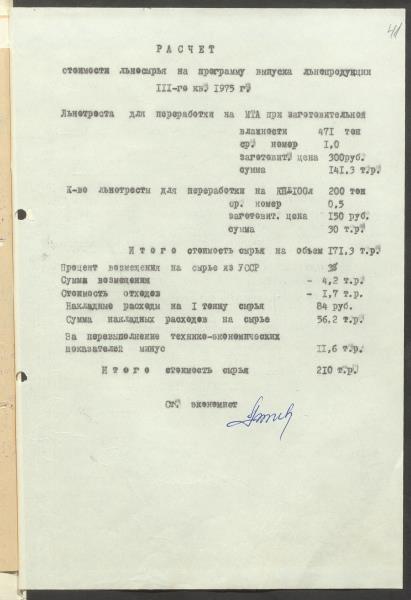 41
РАСЧЕТ
стоимости льносырья на программу выпуска льнопродукции
III-го кв. 1975 г.
Льнотреста для переработки на МТА при заготовительной
влажности 471 тон
ср. номер 1,0
заготовит. цена 300руб.
сумма 141,3 т.р.
К-во льнотресты для переработки на КПЛ00л 200 тон
ср. номер 0,5
заготовит. цена 150 руб.
сумма 30 т.р.
Итого стоимость сырья на объем 171,3 т.р.
Процент возмещения на сырье из УССР 3%
Сумма возмещения - 4,2 т.р.
Стоимость отходов - 1,7 т.р.
Накладные расходы на I тонну сырья 84 руб.
Сумма накладных расходов на сырье 56.2 т.р.
За перевыполнение технико-экономических
показателей минус II,6 т.р.
Итого стоимость сырья 210 т.р.
Ст. экономист